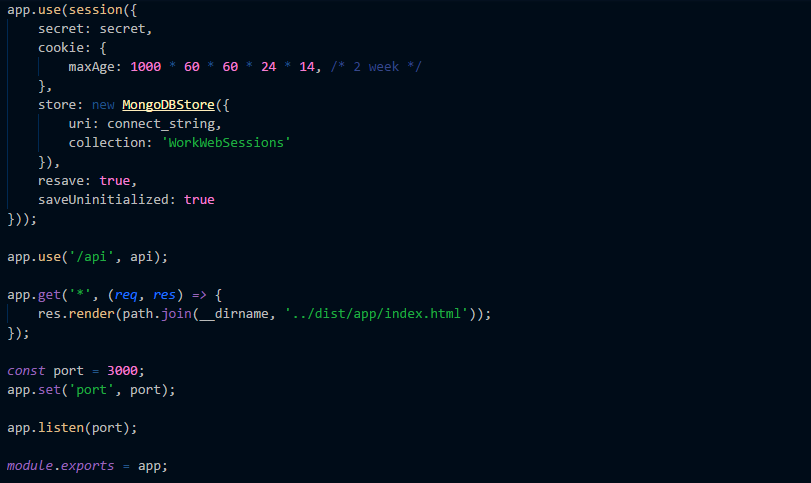 app.use(session({
    secret: secret,
    cookie: {
        maxAge: 1000 * 60 * 60 * 24 * 14, /* 2 week */
    },
    store: new MongoDBStore({
        uri: connect_string,
        collection: 'WorkWebSessions'
    }),
    resave: true,
    saveUninitialized: true
}));

app.use('/api', api);

app.get('*', (req, res) => {
    res.render(path.join(__dirname, '../dist/app/index.html'));
});

const port = 3000;
app.set('port', port);

app.listen(port);

module.exports = app;